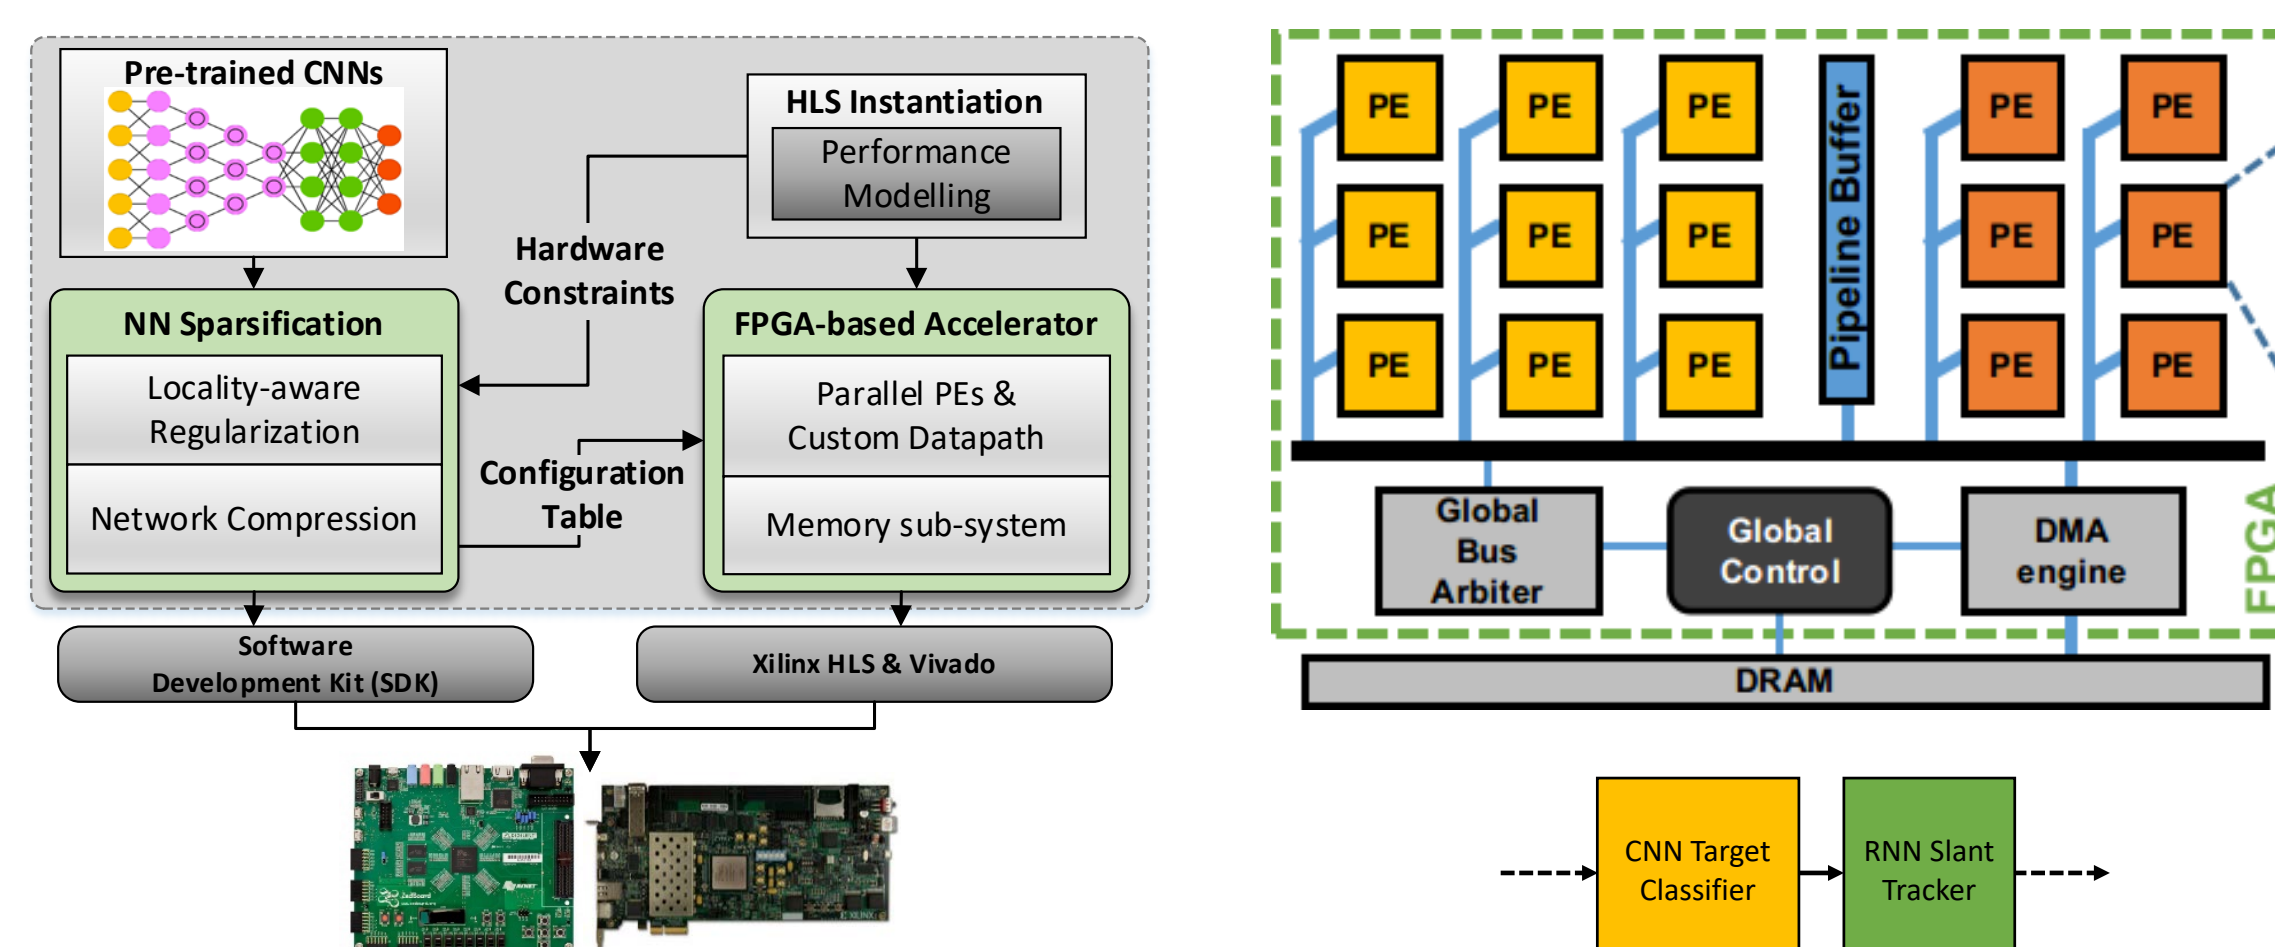 Pre-trained CNNs
HLS Instantiation
Performance
Modelling
Hardware
Constraints
NN Sparsification
Locality-aware
Regularization
Network Compression
Configuration
Table
FPGA-based Accelerator
Parallel PEs &
Custom Datapath
Memory sub-system
Software
Development Kit (SDK)
Xilinx HLS & Vivado
PE PE PE PE PE
PE PE PE PE PE
PE PE PE PE PE
Pipeline Buffer
Global
Bus
Arbiter
Global
Control
DMA
engine
FPGA
DRAM
CNN Target
Classifier
RNN Slant
Tracker